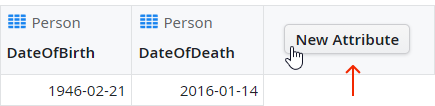 Person Person
DateOfBirth DateOfDeath New Attribute
1946-02-21 2016-01-14